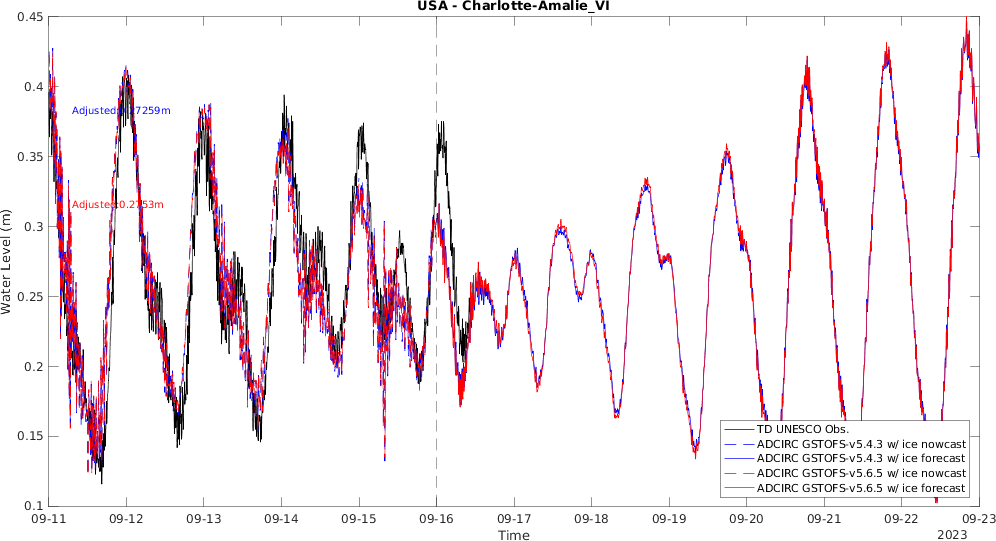 USA - Charlotte-Amalie_VI
0.45
0.4
0.35
0.3
0.25
0.2
0.15
0.1
Water Level (m)
Adjusted:0.2753m
TD UNESCO Obs.
ADCIRC GSTOFS-v5.4.3 w/ ice nowcast
ADCIRC GSTOFS-v5.4.3 w/ ice forecast
ADCIRC GSTOFS-v5.6.5 w/ ice nowcast
ADCIRC GSTOFS-v5.6.5 w/ ice forecast
09-11 09-12 09-13 09-14 09-15 09-16 09-17 09-18 09-19 09-20 09-21 09-22 09-23
Time
2023